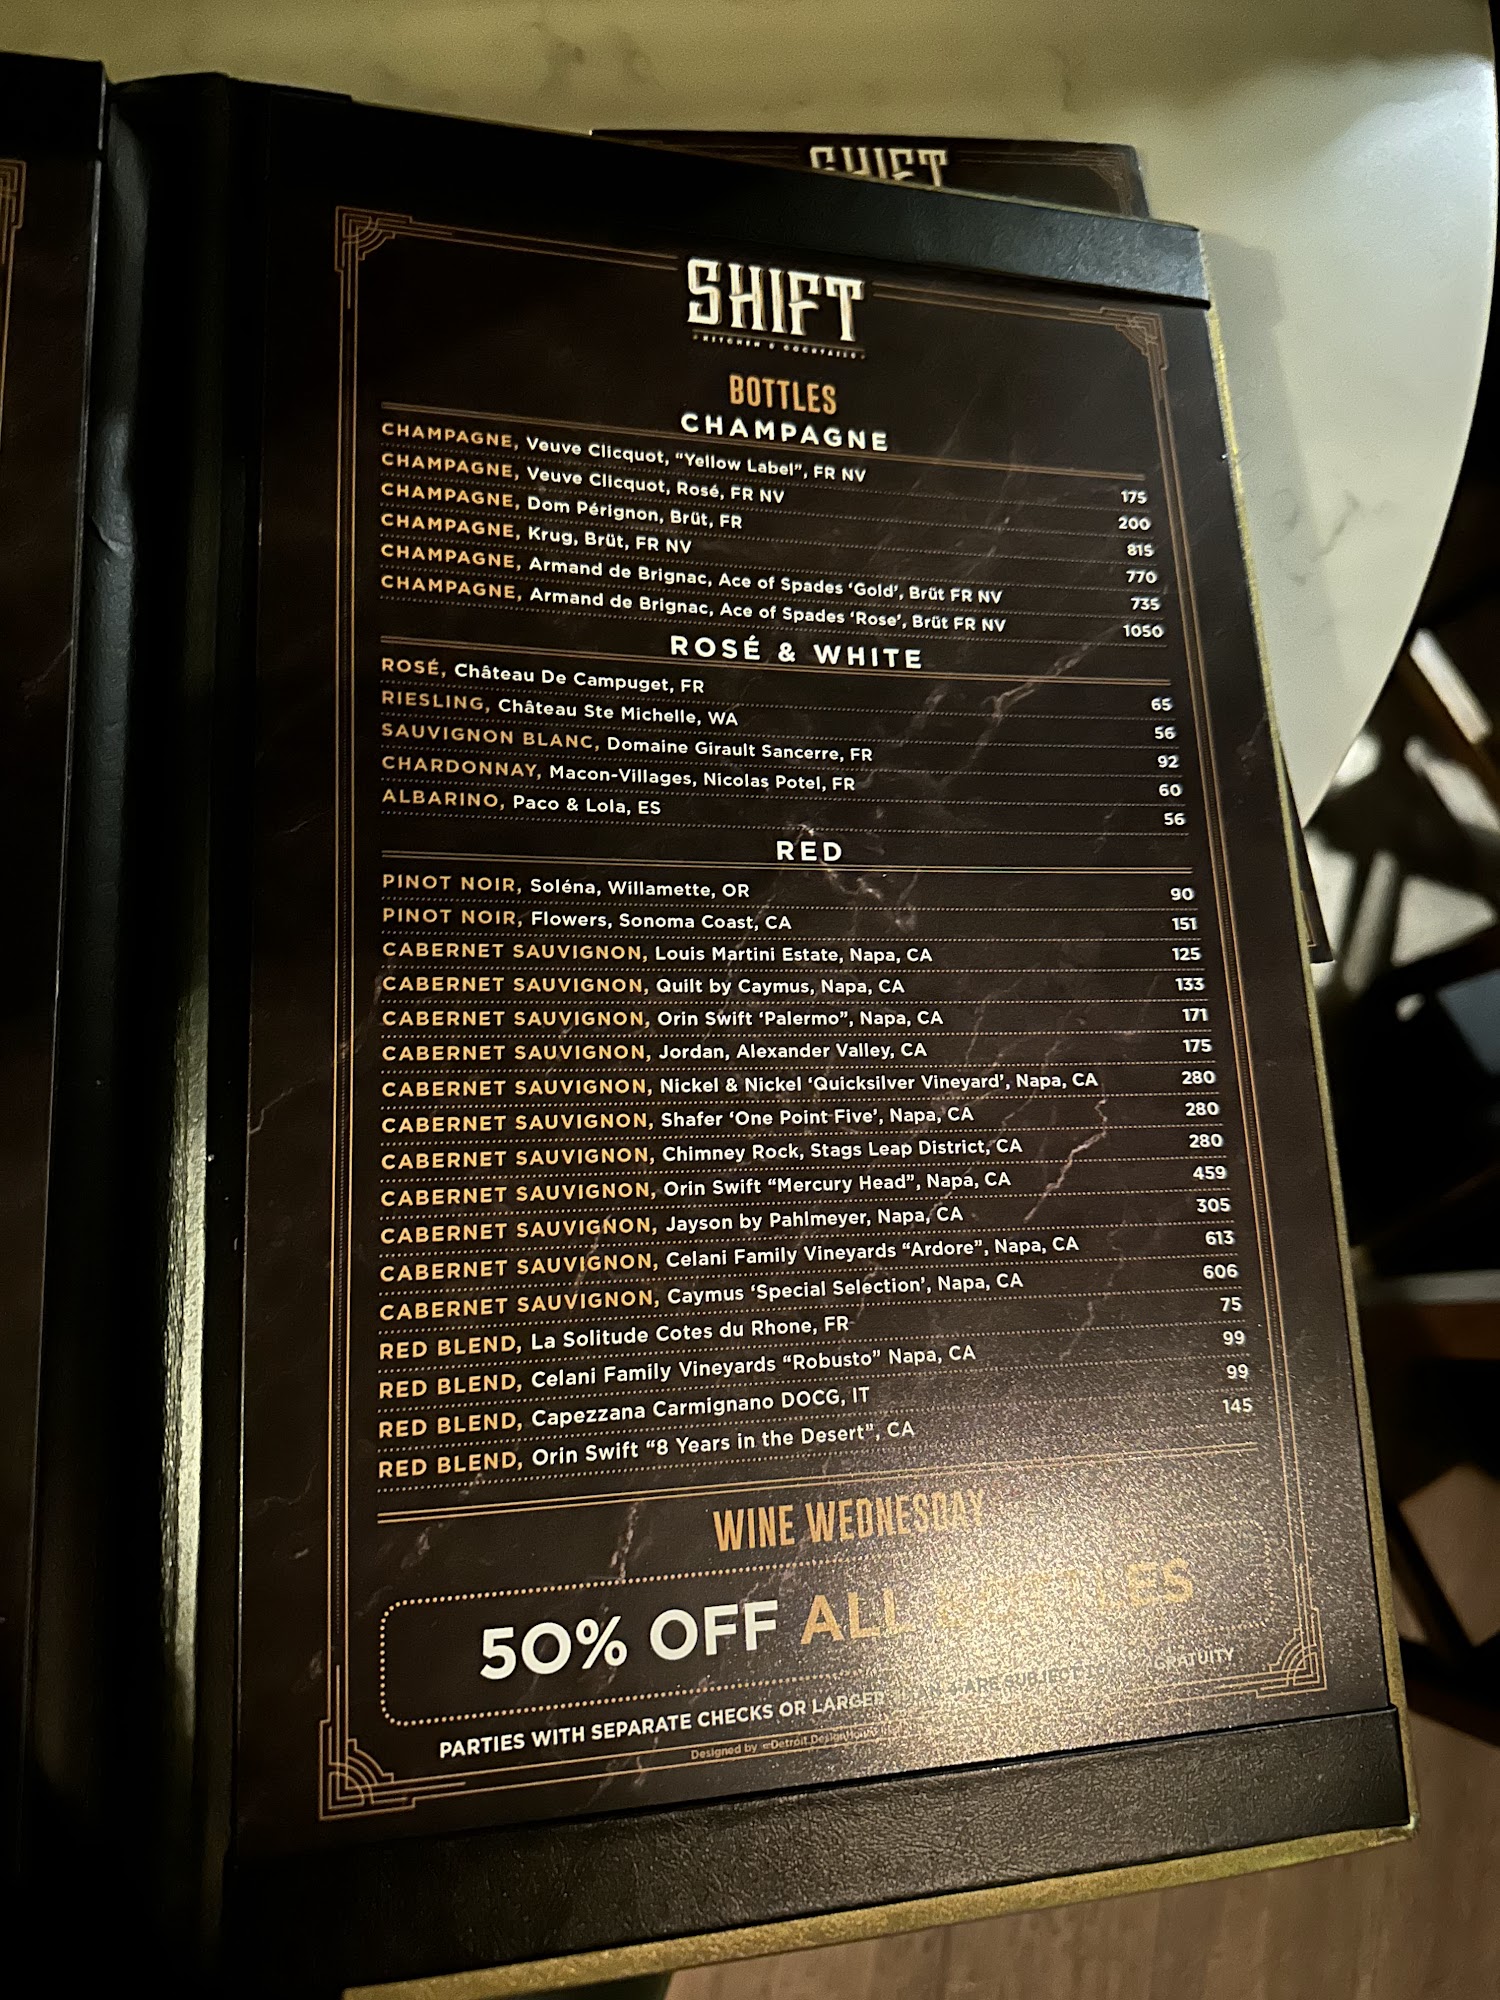 SHIFT
SHIFT
KITCHEN & COCKTAILS
BOTTLES
CHAMPAGNE
CHAMPAGNE, Veuve Clicquot, “Yellow Label”, FR NV 175
CHAMPAGNE, Veuve Clicquot, Rosé, FR NV 200
CHAMPAGNE, Dom Pérignon, Brüt, FR 815
CHAMPAGNE, Krug, Brüt, FR NV 770
CHAMPAGNE, Armand de Brignac, Ace of Spades ‘Gold’, Brüt FR NV 735
CHAMPAGNE, Armand de Brignac, Ace of Spades ‘Rose’, Brüt FR NV 1050
ROSÉ & WHITE
ROSÉ, Château De Campuget, FR 65
RIESLING, Château Ste Michelle, WA 56
SAUVIGNON BLANC, Domaine Girault Sancerre, FR 92
CHARDONNAY, Macon-Villages, Nicolas Potel, FR 60
ALBARINO, Paco & Lola, ES 56
RED
PINOT NOIR, Soléna, Willamette, OR 90
PINOT NOIR, Flowers, Sonoma Coast, CA 151
CABERNET SAUVIGNON, Louis Martini Estate, Napa, CA 125
CABERNET SAUVIGNON, Quilt by Caymus, Napa, CA 133
CABERNET SAUVIGNON, Orin Swift ‘Palermo”, Napa, CA 171
CABERNET SAUVIGNON, Jordan, Alexander Valley, CA 175
CABERNET SAUVIGNON, Nickel & Nickel ‘Quicksilver Vineyard’, Napa, CA 280
CABERNET SAUVIGNON, Shafer ‘One Point Five’, Napa, CA 280
CABERNET SAUVIGNON, Chimney Rock, Stags Leap District, CA 280
CABERNET SAUVIGNON, Orin Swift “Mercury Head”, Napa, CA 459
CABERNET SAUVIGNON, Jayson by Pahlmeyer, Napa, CA 305
CABERNET SAUVIGNON, Celani Family Vineyards “Ardore”, Napa, CA 613
CABERNET SAUVIGNON, Caymus ‘Special Selection’, Napa, CA 606
RED BLEND, La Solitude Cotes du Rhone, FR 75
RED BLEND, Celani Family Vineyards “Robusto” Napa, CA 99
RED BLEND, Capezzana Carmignano DOCG, IT 99
RED BLEND, Orin Swift “8 Years in the Desert”, CA 145
WINE WEDNESDAY
50% OFF ALL
PARTIES WITH SEPARATE CHECKS OR LARGER ARE SUBJECT GRATUITY
Designed by